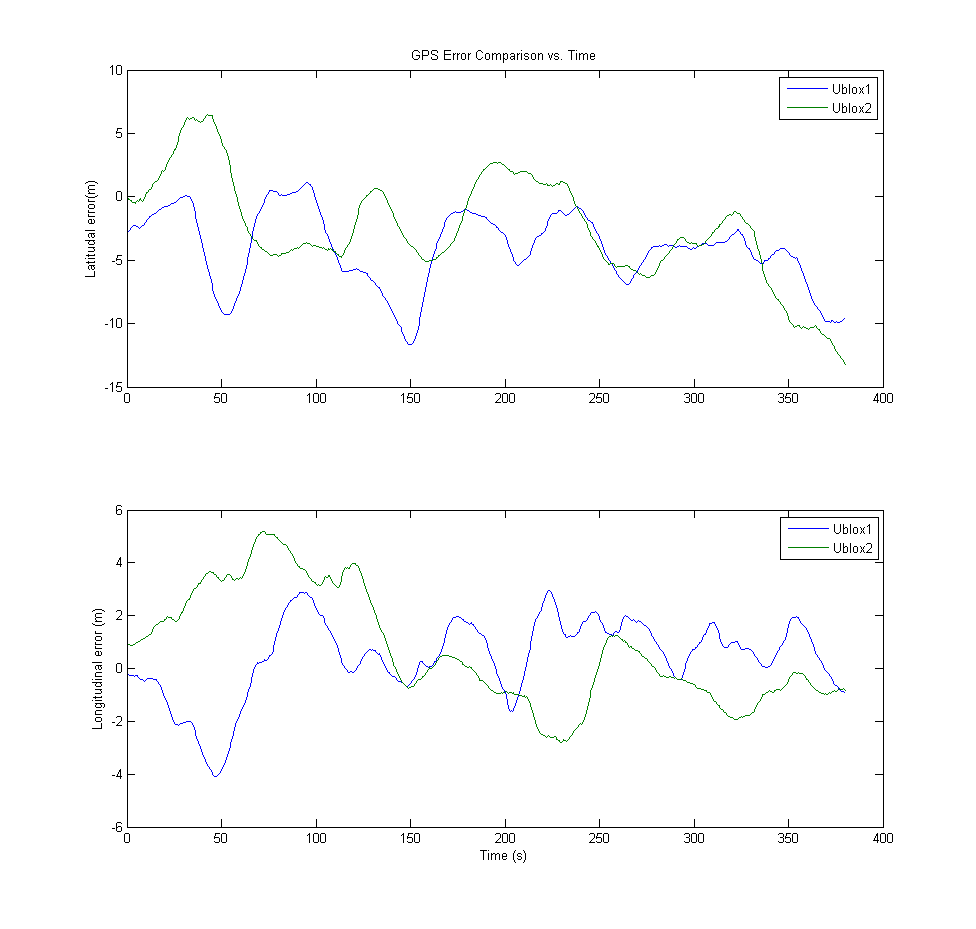 GPS Error Comparison vs. Time
10
5
0
-5
-10
-15
Latitudal error(m)
Ublox1
Ublox2
0 50 100 150 200 250 300 350 400
6
4
2
0
-2
-4
-6
Longitudinal error (m)
Ublox1
Ublox2
0 50 100 150 200 250 300 350 400
Time (s)